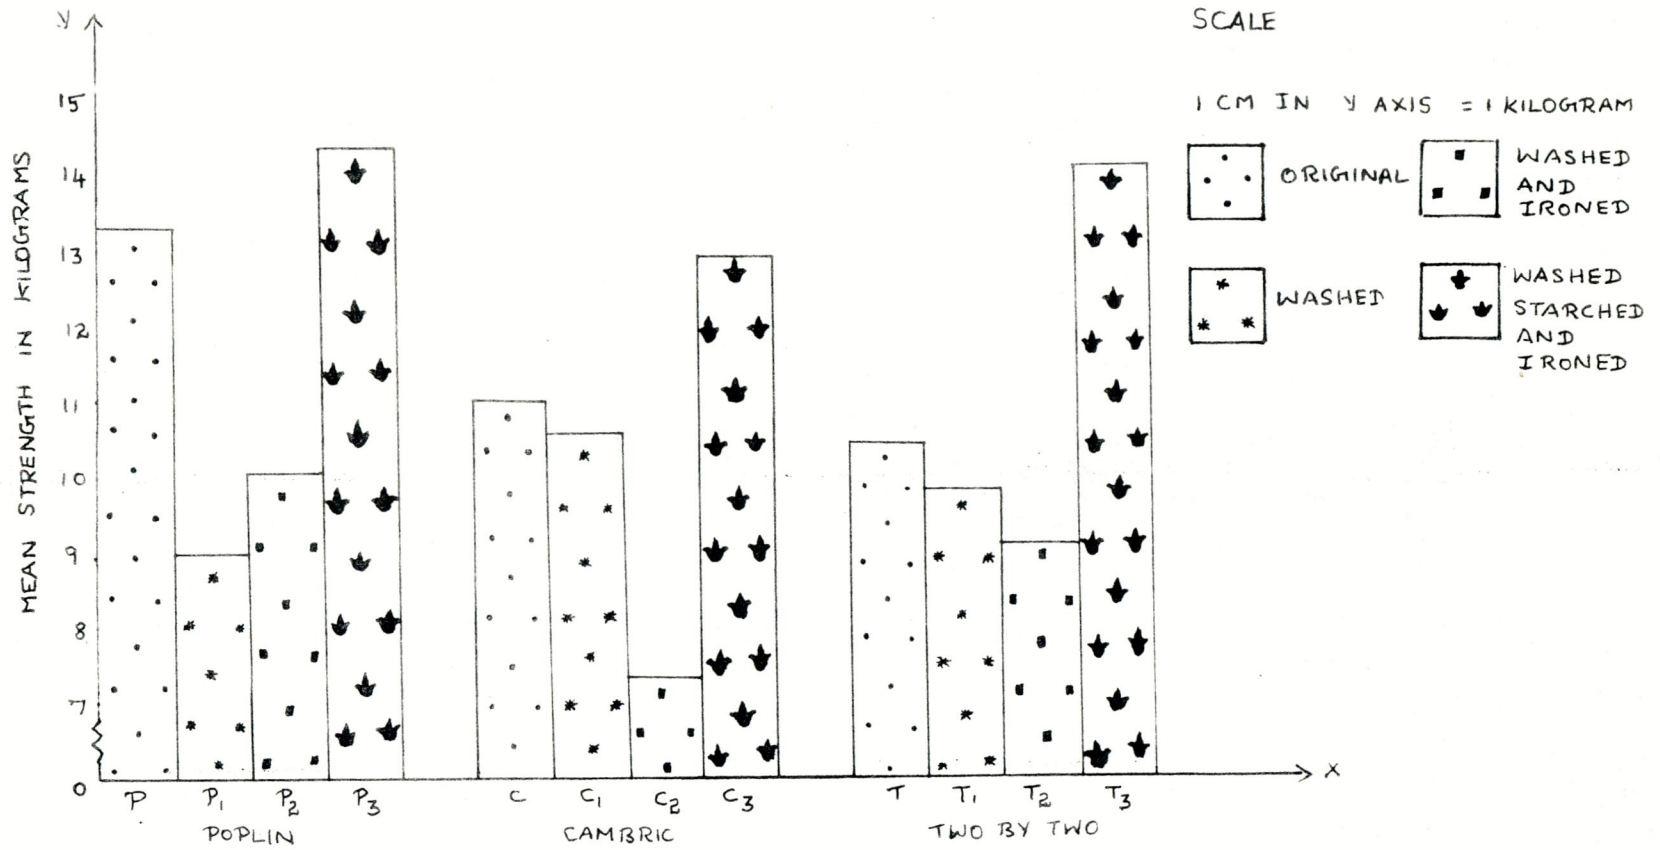 SCALE
1 CM IN Y AXIS = 1 KILOGRAM
ORIGINAL
WASHED
AND
IRONED
WASHED
WASHED
STARCHED
AND
IRONED
Y
MEAN STRENGTH IN KILOGRAMS
15
14
13
12
11
10
9
8
7
0
P P1 P2 P3 C C1 C2 C3 T T1 T2 T3 X
POPLIN CAMBRIC TWO BY TWO